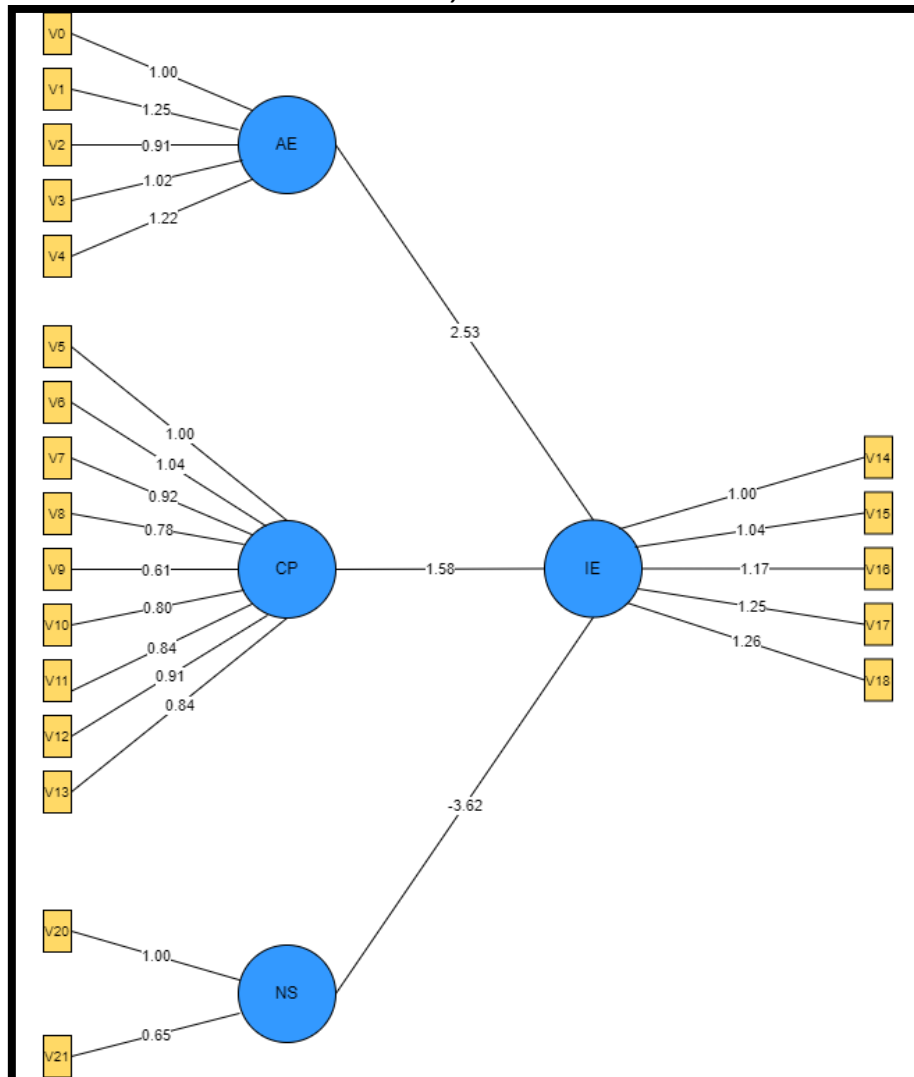 V0
1.00
V1
1.25
V2
0.91
AE
V3
1.02
V4
1.22
2.53
V5
1.00
V6
1.04
V7
0.92
V8
0.78
V9
0.61
CP
V10
0.80
V11
0.84
V12
0.91
V13
0.84
1.58
IE
1.00
V14
1.04
V15
1.17
V16
1.25
V17
1.26
V18
-3.62
V20
1.00
NS
V21
0.65